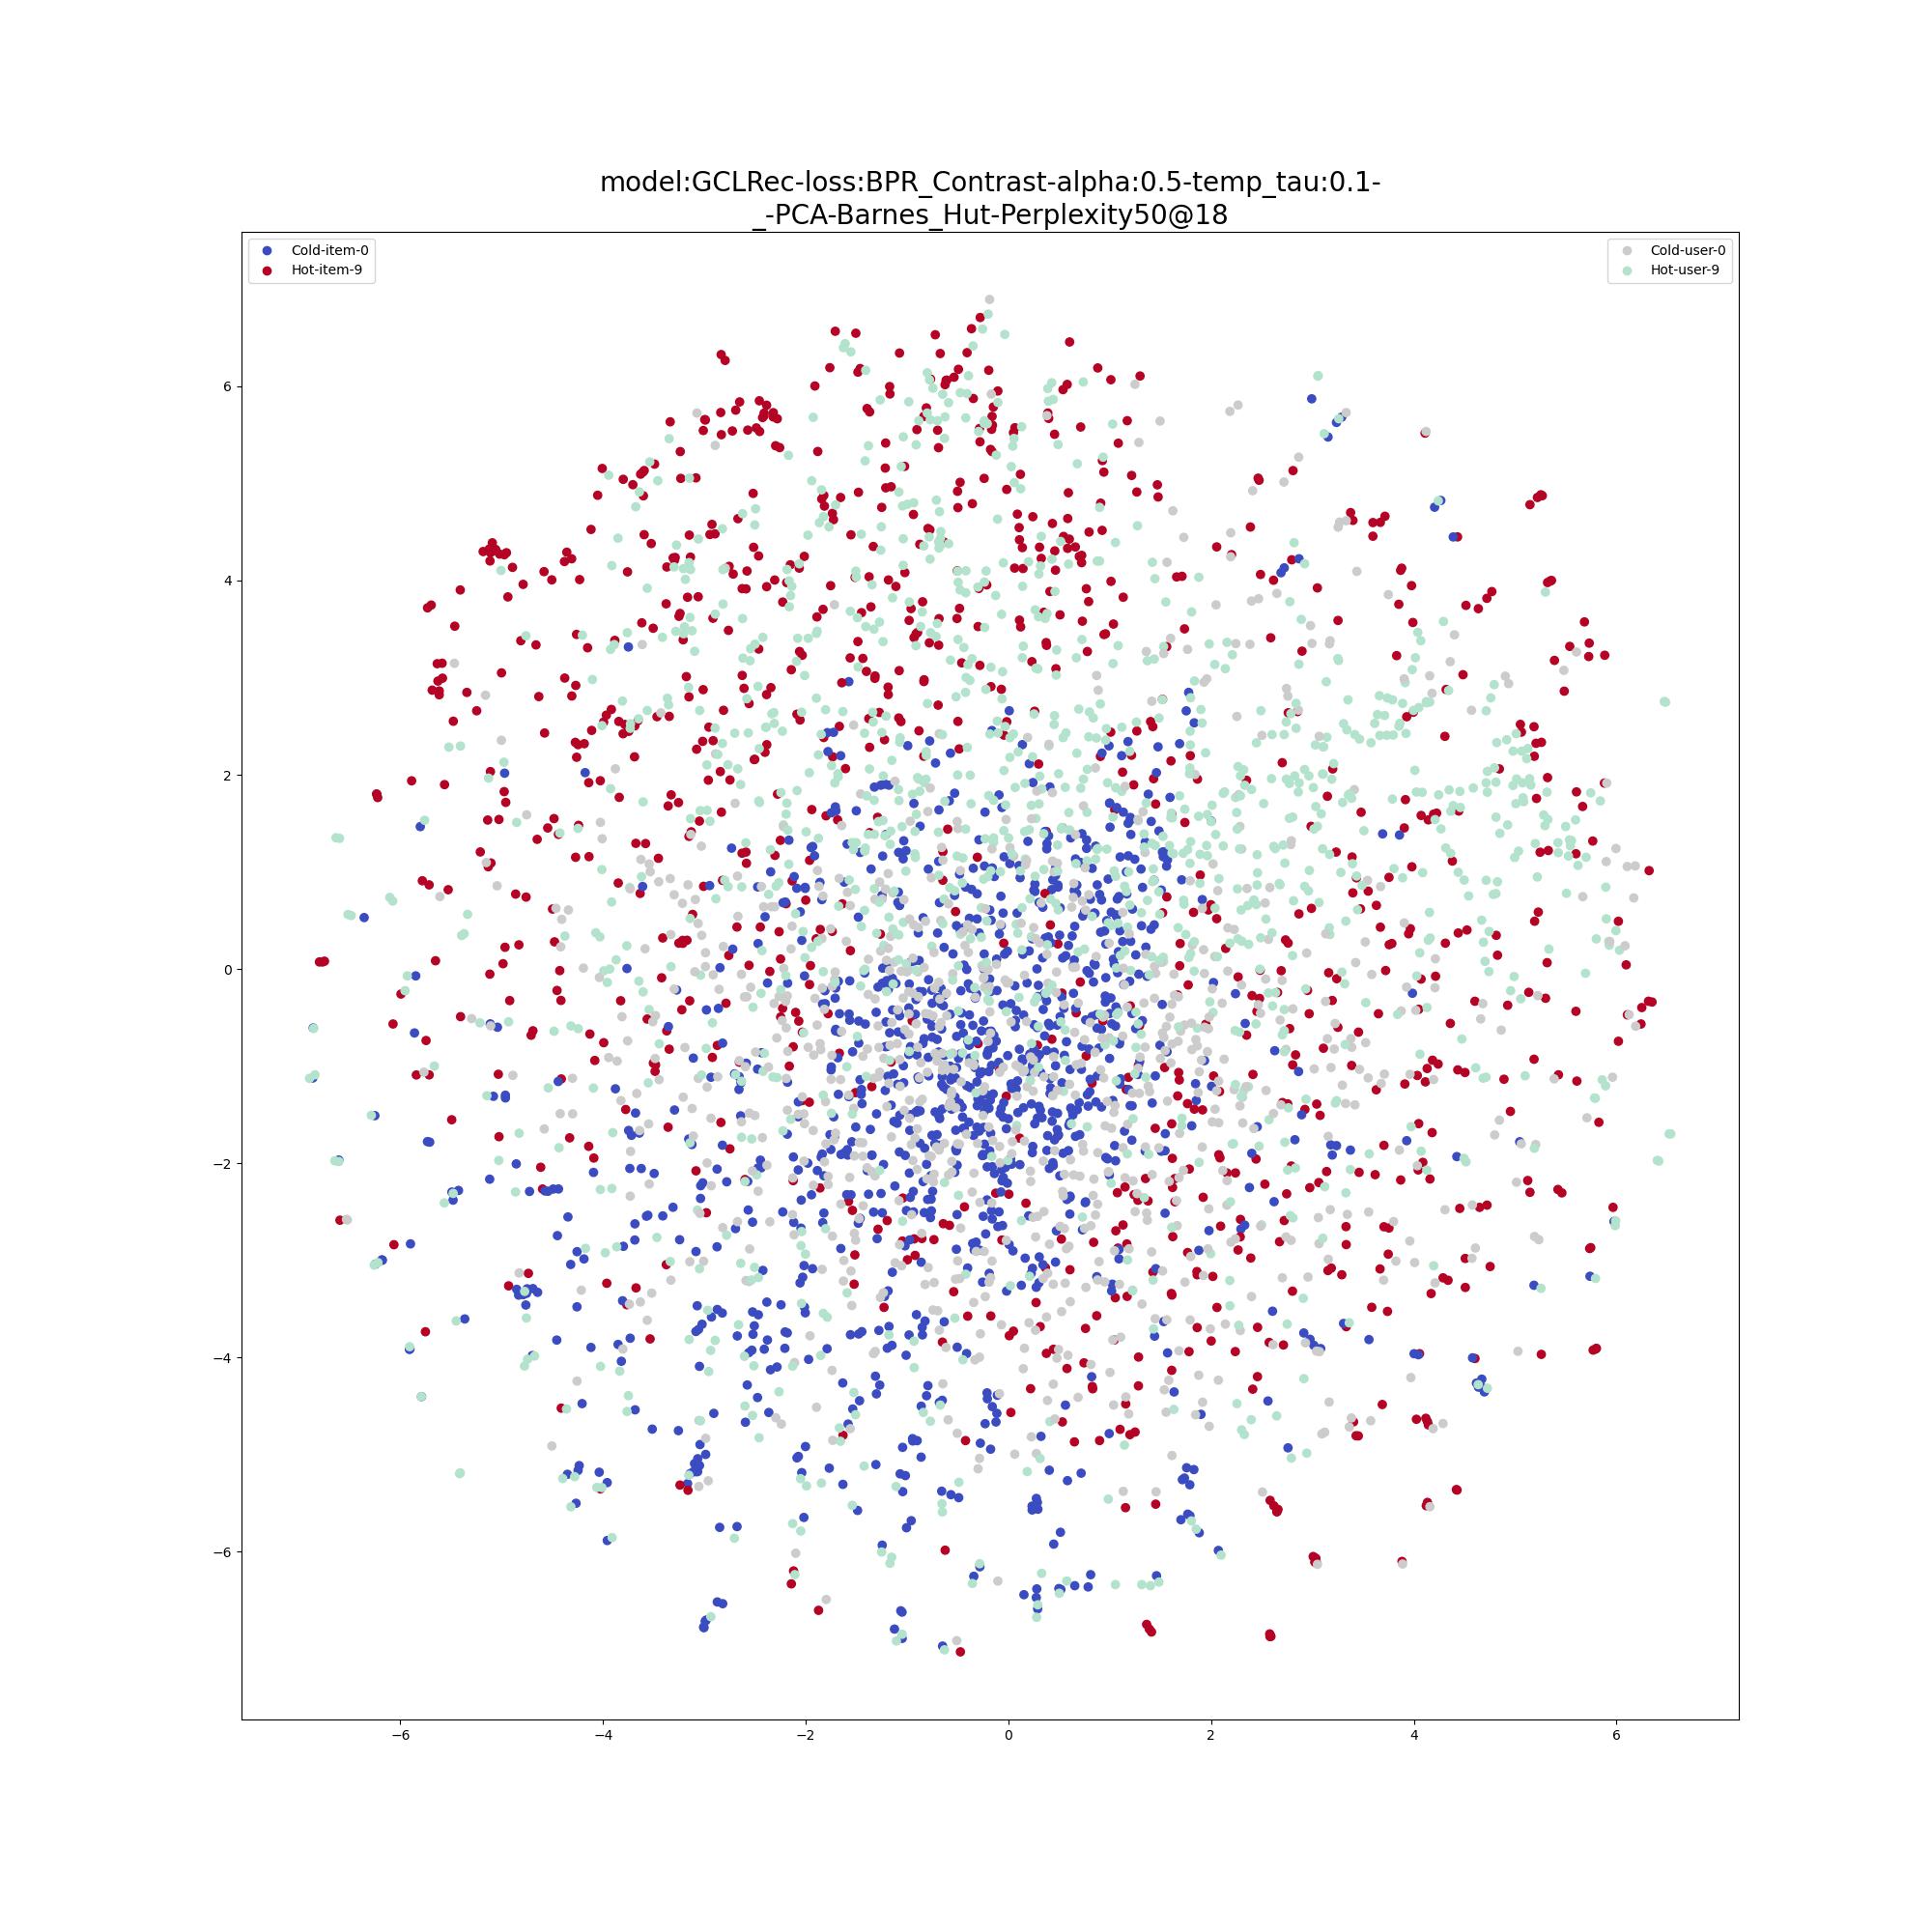 model:GCLRec-loss:BPR_Contrast-alpha:0.5-temp_tau:0.1-
_-PCA-Barnes_Hut-Perplexity50@18
Cold-item-0
Hot-item-9
Cold-user-0
Hot-user-9
6
4
2
0
−2
−4
−6
−6
−4
−2
0
2
4
6